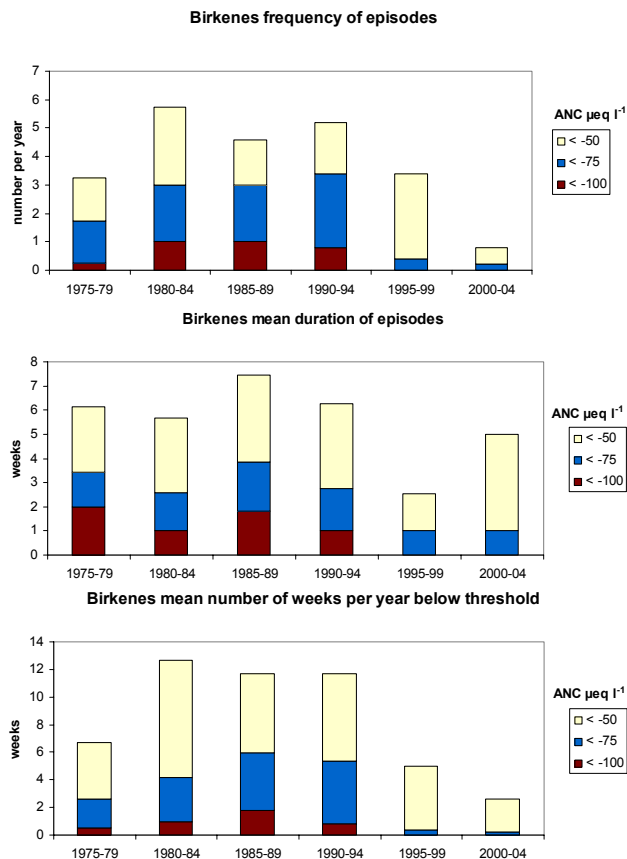 Birkenes frequency of episodes
7
6
5
4
3
2
1
0
number per year
1975-79 1980-84 1985-89 1990-94 1995-99 2000-04
ANC µeq l⁻¹
< -50
< -75
< -100
Birkenes mean duration of episodes
8
7
6
5
4
3
2
1
0
weeks
1975-79 1980-84 1985-89 1990-94 1995-99 2000-04
ANC µeq l⁻¹
< -50
< -75
< -100
Birkenes mean number of weeks per year below threshold
14
12
10
8
6
4
2
0
weeks
1975-79 1980-84 1985-89 1990-94 1995-99 2000-04
ANC µeq l⁻¹
< -50
< -75
< -100